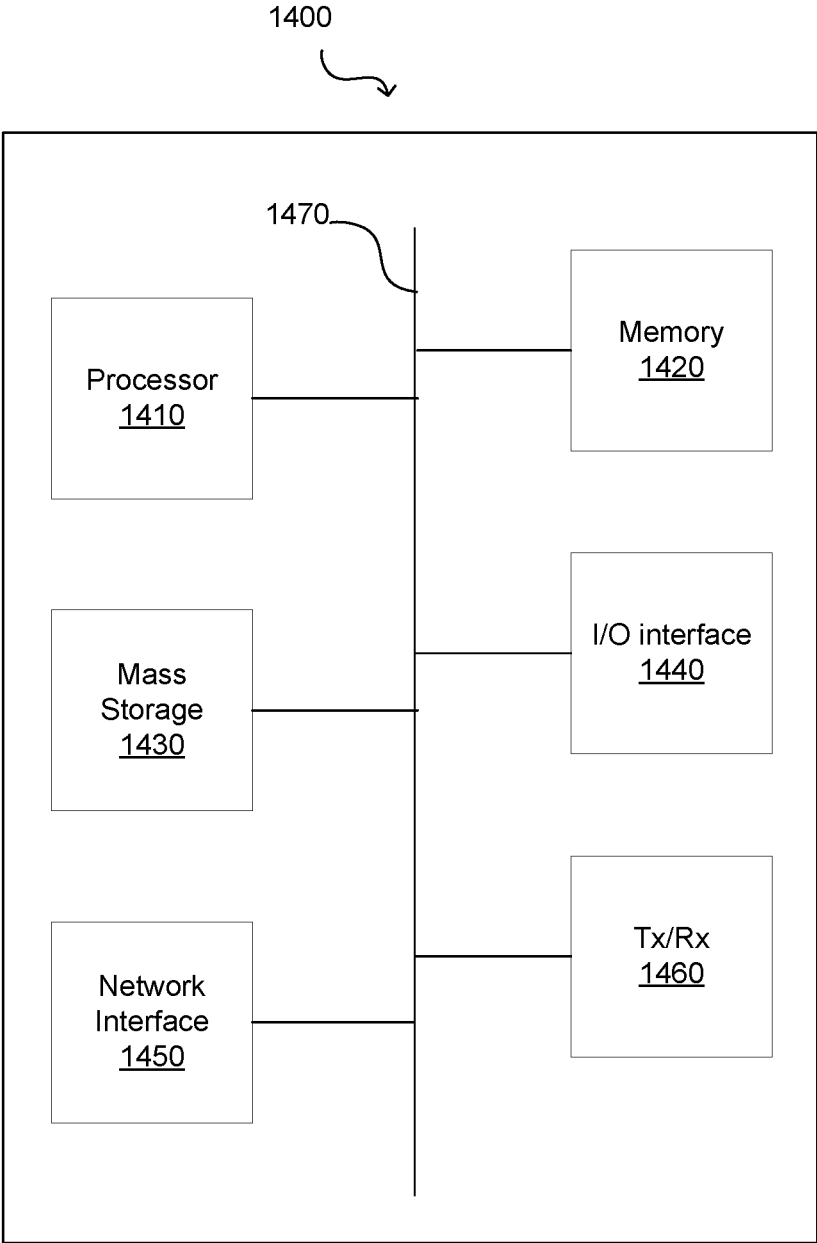 1400
1470
Memory
1420
Processor
1410
I/O interface
1440
Mass
Storage
1430
Tx/Rx
1460
Network
Interface
1450